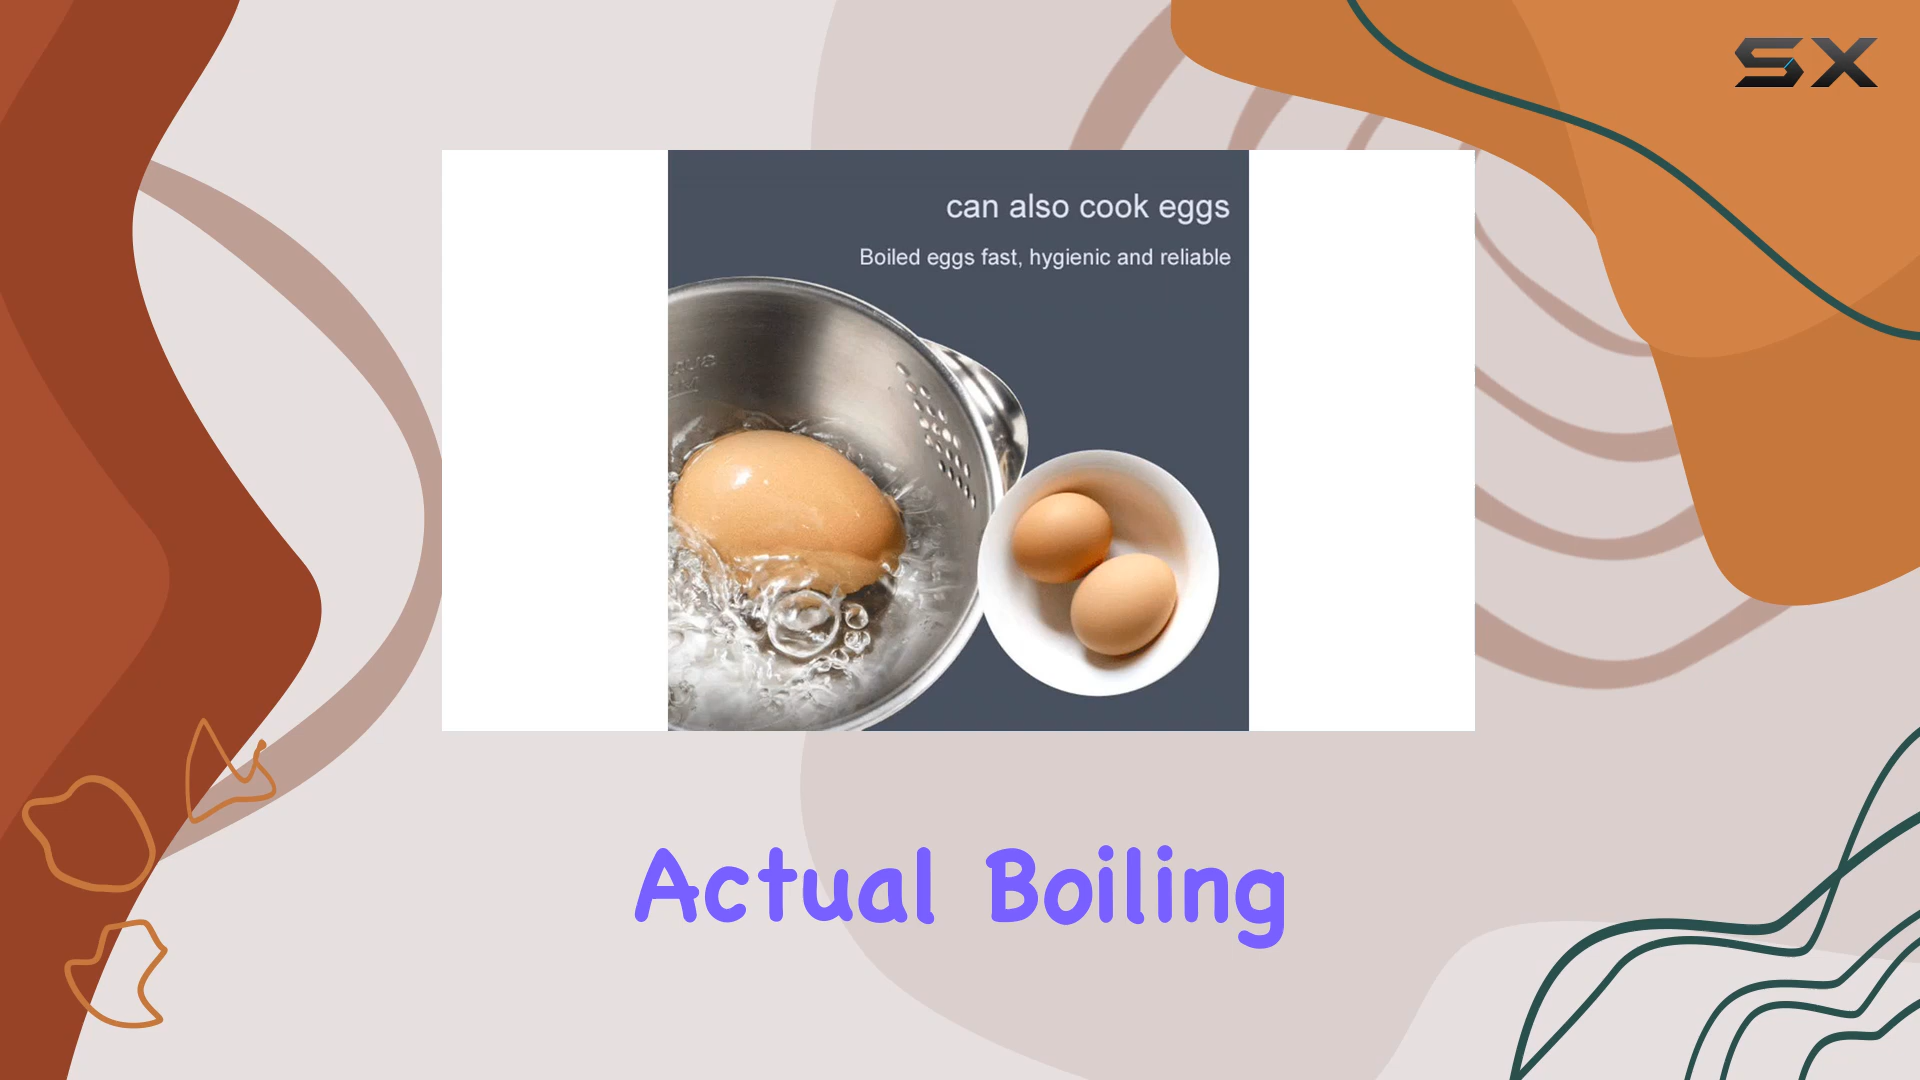 SX
can also cook eggs
Boiled eggs fast, hygienic and reliable
Actual Boiling